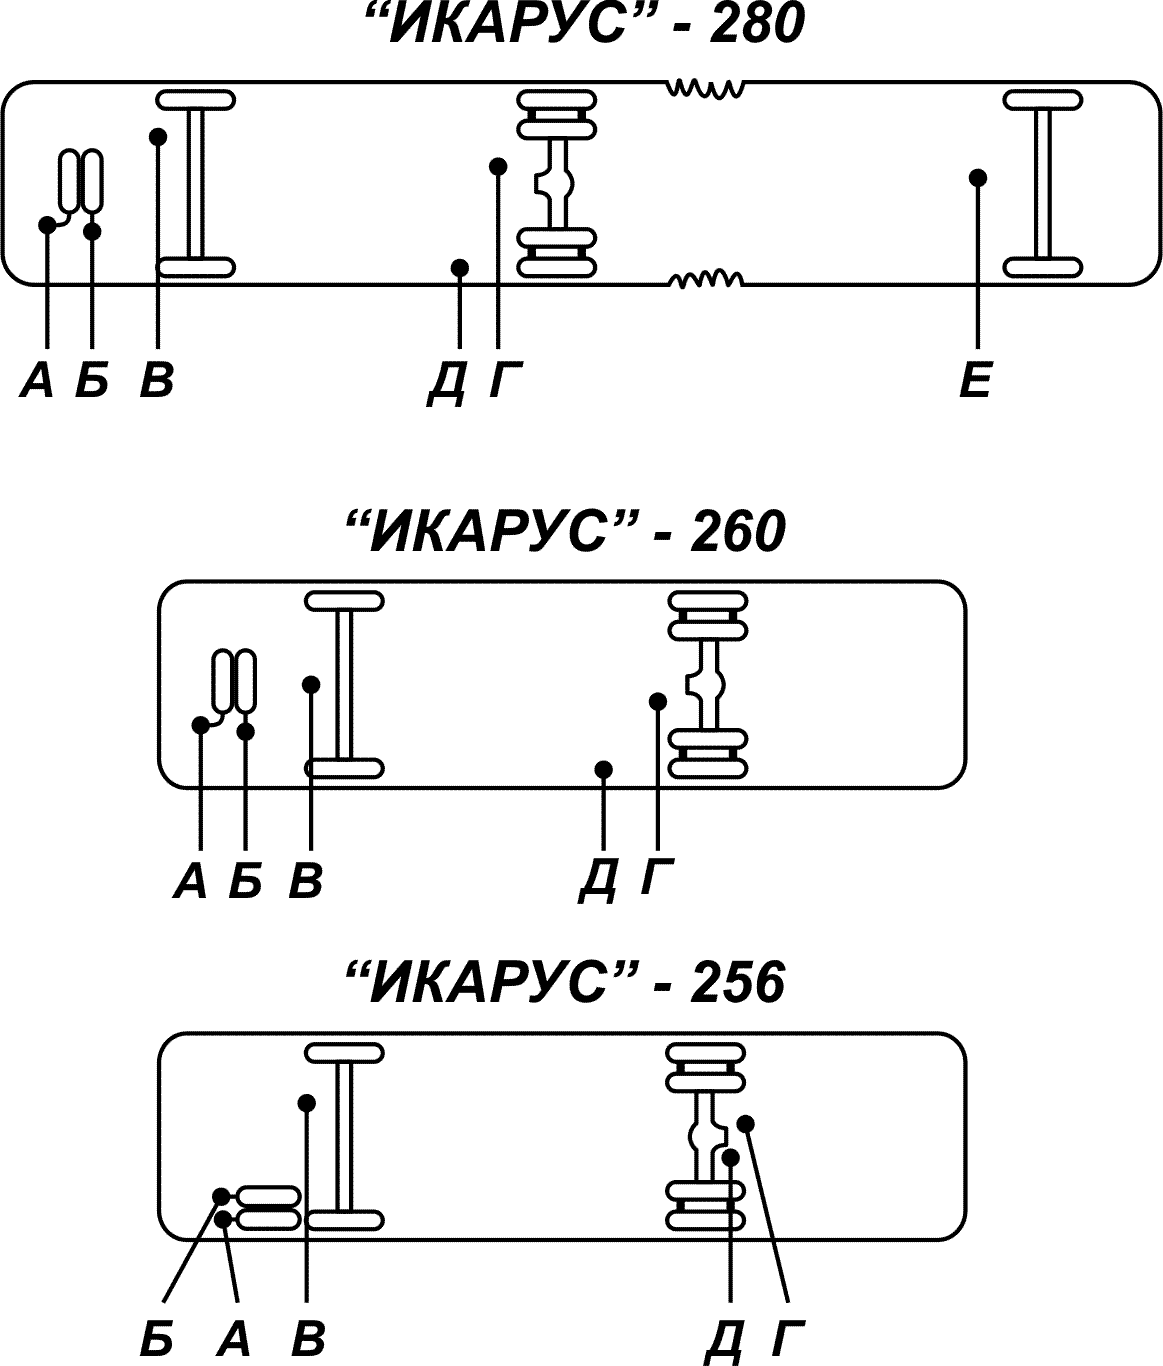 “ИКАРУС” - 280
А Б В Д Г Е
“ИКАРУС” - 260
А Б В Д Г
“ИКАРУС” - 256
Б А В Д Г